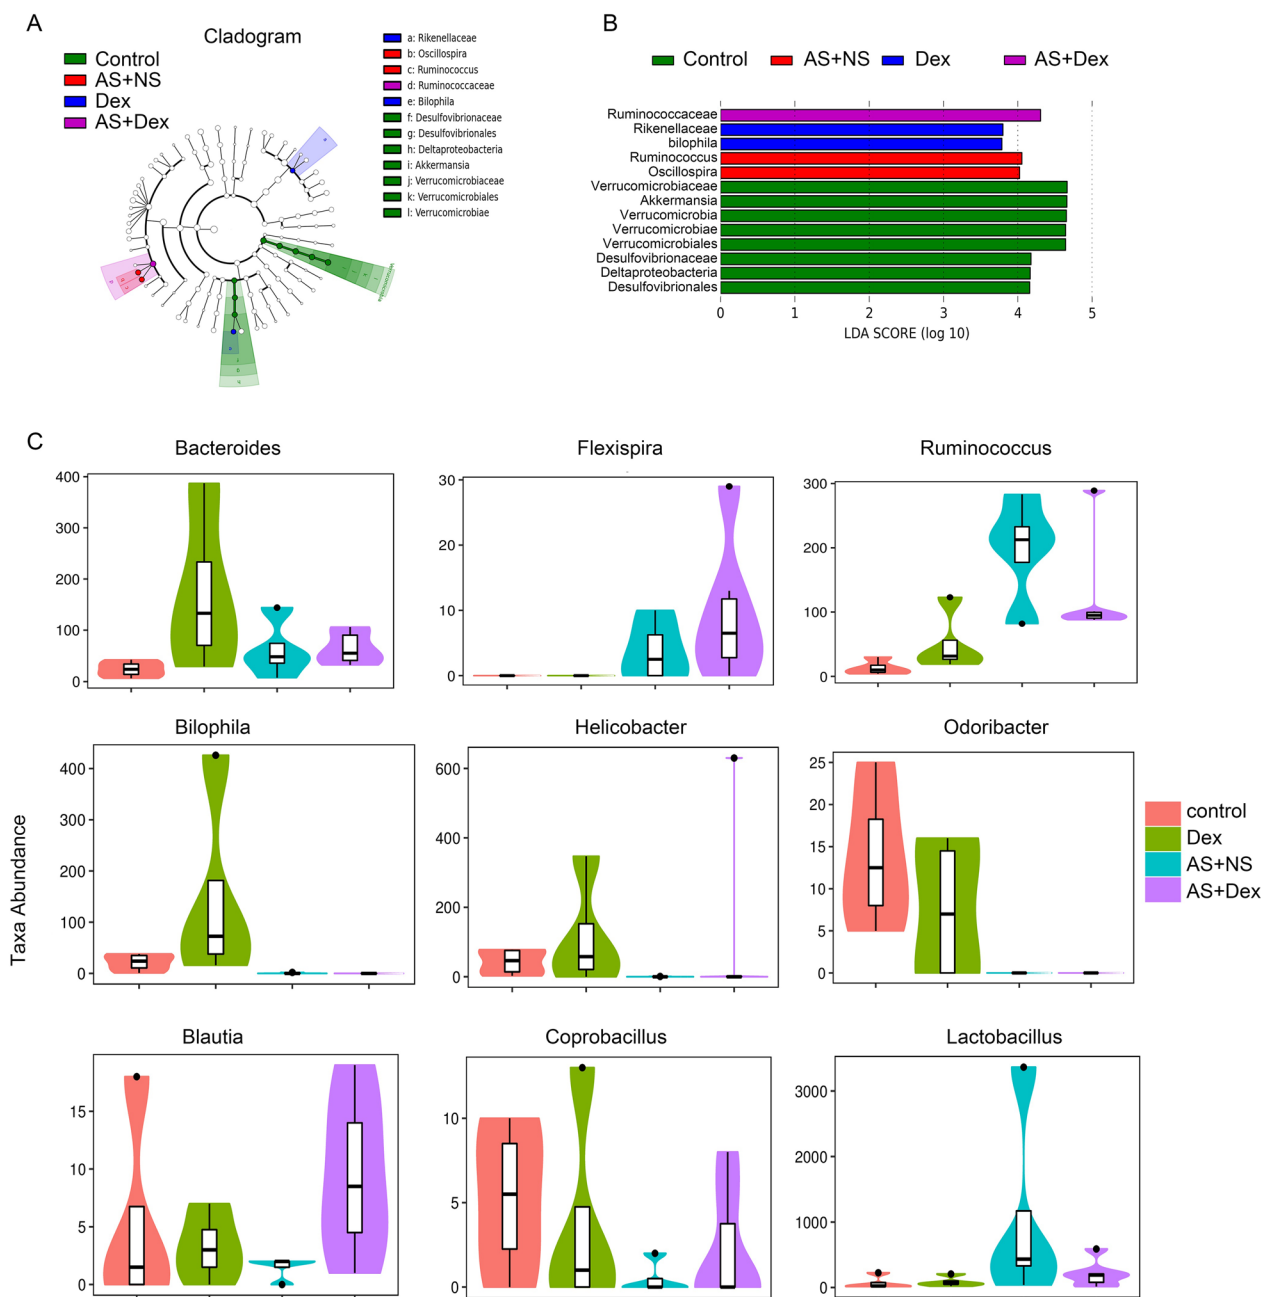 A
Cladogram
Control
AS+NS
Dex
AS+Dex
a: Rikenellaceae
b: Oscillospira
c: Ruminococcus
d: Ruminococcaceae
e: Bilophila
f: Desulfovibrionaceae
g: Desulfovibrionales
h: Deltaproteobacteria
i: Akkermansia
j: Verrucomicrobiaceae
k: Verrucomicrobiales
l: Verrucomicrobiae
B
Control AS+NS Dex AS+Dex
Ruminococcaceae
Rikenellaceae
bilophila
Ruminococcus
Oscillospira
Verrucomicrobiaceae
Akkermansia
Verrucomicrobia
Verrucomicrobiae
Verrucomicrobiales
Desulfovibrionaceae
Deltaproteobacteria
Desulfovibrionales
0 1 2 3 4 5
LDA SCORE (log 10)
C
Bacteroides
400
300
200
100
0
Flexispira
30
20
10
0
Ruminococcus
300
200
100
0
Taxa Abundance
Bilophila
400
300
200
100
0
Helicobacter
600
400
200
0
Odoribacter
25
20
15
10
5
0
control
Dex
AS+NS
AS+Dex
Blautia
15
10
5
0
Coprobacillus
10
5
0
Lactobacillus
3000
2000
1000
0